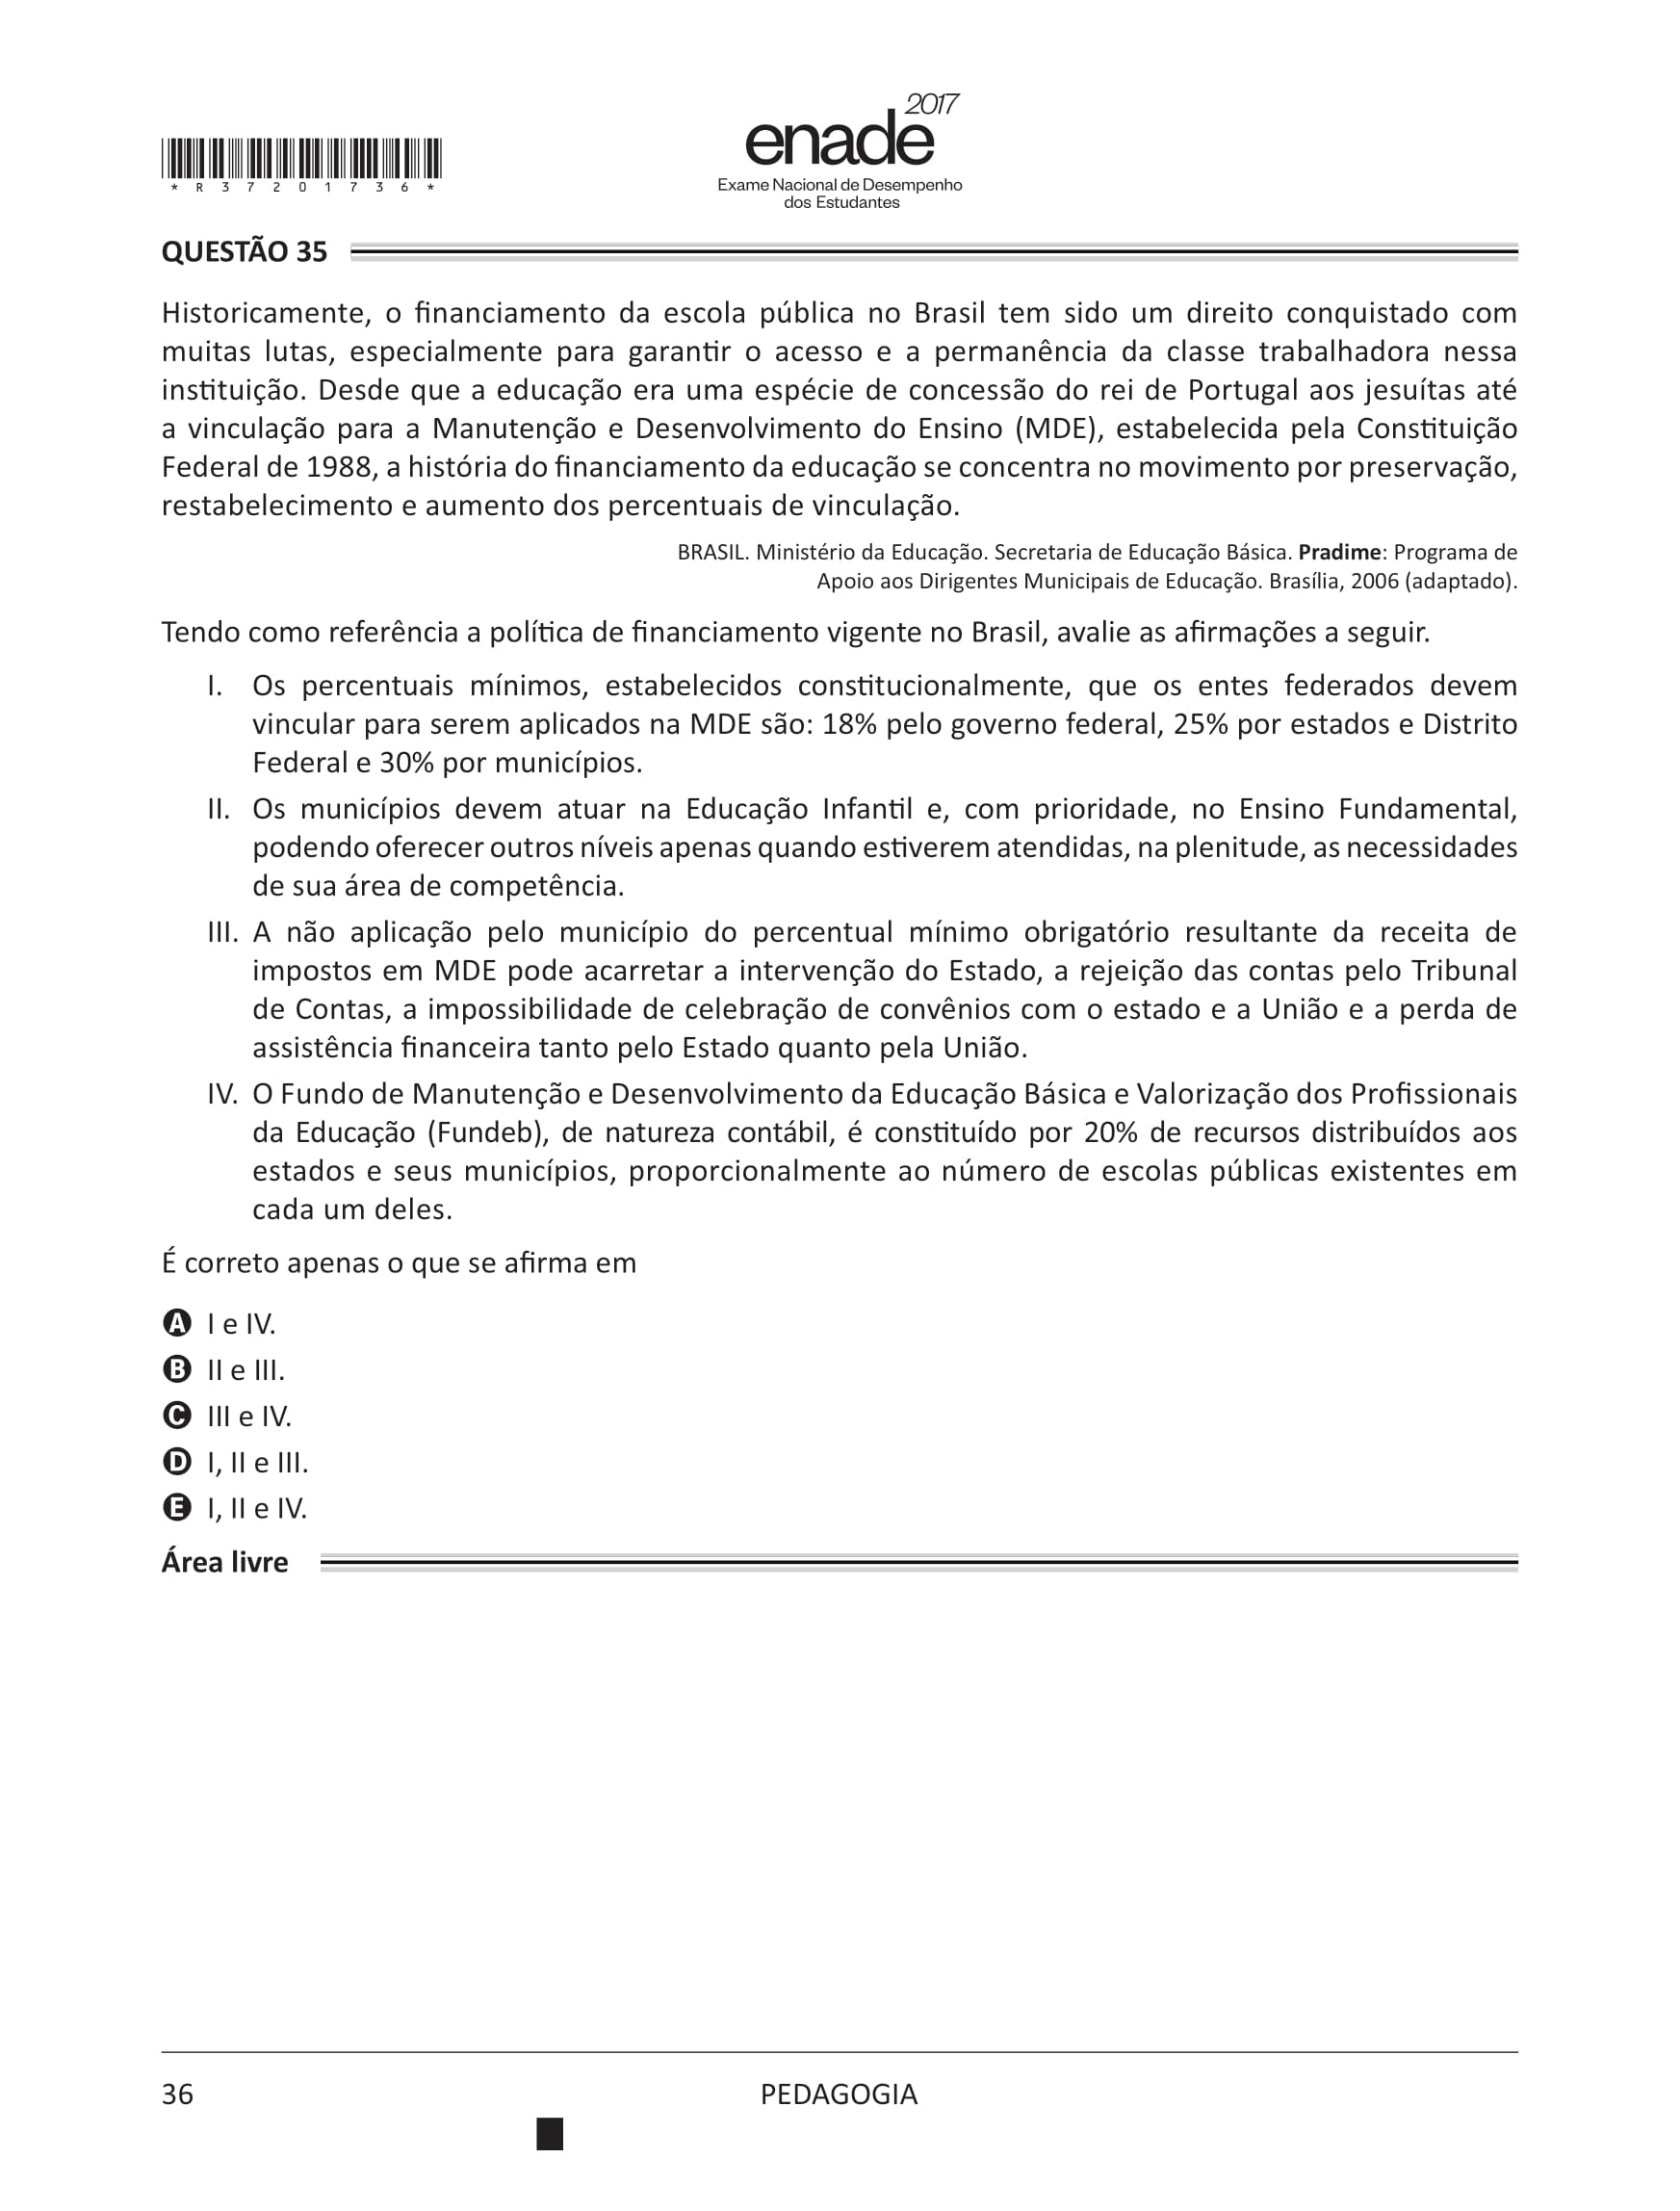 2017
enade
Exame Nacional de Desempenho
dos Estudantes
* R 3 7 2 0 1 7 3 6 *
QUESTÃO 35
Historicamente, o financiamento da escola pública no Brasil tem sido um direito conquistado com
muitas lutas, especialmente para garantir o acesso e a permanência da classe trabalhadora nessa
instituição. Desde que a educação era uma espécie de concessão do rei de Portugal aos jesuítas até
a vinculação para a Manutenção e Desenvolvimento do Ensino (MDE), estabelecida pela Constituição
Federal de 1988, a história do financiamento da educação se concentra no movimento por preservação,
restabelecimento e aumento dos percentuais de vinculação.
BRASIL. Ministério da Educação. Secretaria de Educação Básica. Pradime: Programa de
Apoio aos Dirigentes Municipais de Educação. Brasília, 2006 (adaptado).
Tendo como referência a política de financiamento vigente no Brasil, avalie as afirmações a seguir.
I. Os percentuais mínimos, estabelecidos constitucionalmente, que os entes federados devem
vincular para serem aplicados na MDE são: 18% pelo governo federal, 25% por estados e Distrito
Federal e 30% por municípios.
II. Os municípios devem atuar na Educação Infantil e, com prioridade, no Ensino Fundamental,
podendo oferecer outros níveis apenas quando estiverem atendidas, na plenitude, as necessidades
de sua área de competência.
III. A não aplicação pelo município do percentual mínimo obrigatório resultante da receita de
impostos em MDE pode acarretar a intervenção do Estado, a rejeição das contas pelo Tribunal
de Contas, a impossibilidade de celebração de convênios com o estado e a União e a perda de
assistência financeira tanto pelo Estado quanto pela União.
IV. O Fundo de Manutenção e Desenvolvimento da Educação Básica e Valorização dos Profissionais
da Educação (Fundeb), de natureza contábil, é constituído por 20% de recursos distribuídos aos
estados e seus municípios, proporcionalmente ao número de escolas públicas existentes em
cada um deles.
É correto apenas o que se afirma em
A I e IV.
B II e III.
C III e IV.
D I, II e III.
E I, II e IV.
Área livre
36
PEDAGOGIA